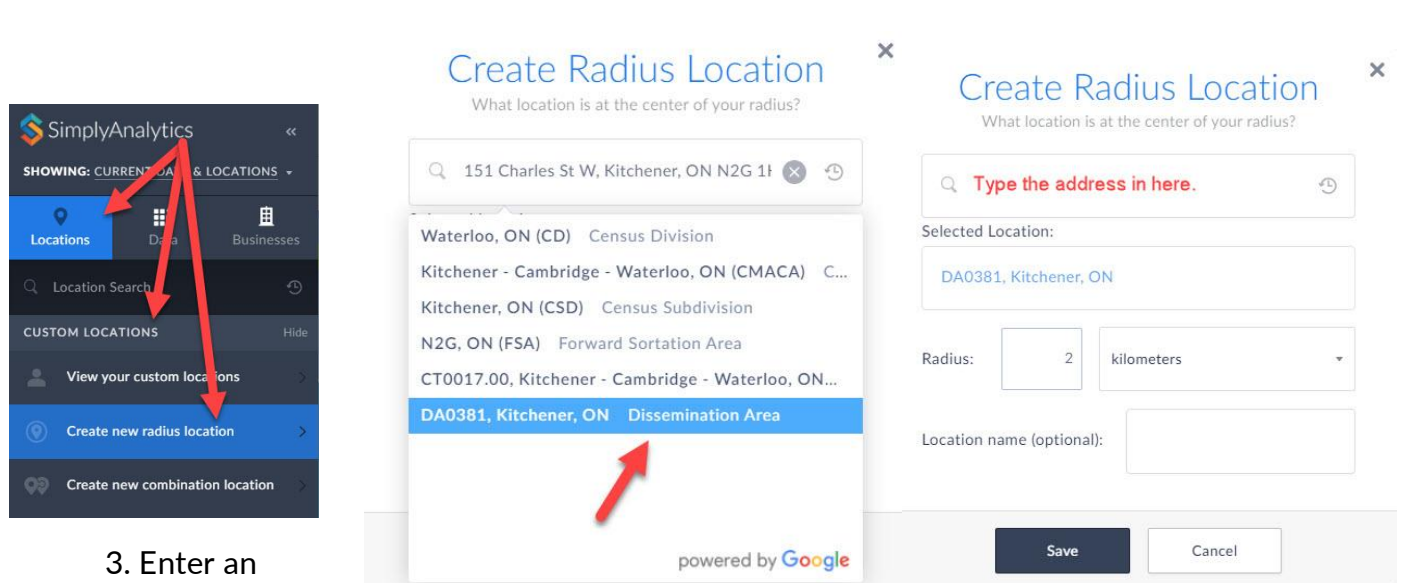 SimplyAnalytics «
SHOWING: CURRENT DATA & LOCATIONS
Locations Data Businesses
Location Search
CUSTOM LOCATIONS Hide
View your custom locations
Create new radius location
Create new combination location
3. Enter an
Create Radius Location
What location is at the center of your radius?
151 Charles St W, Kitchener, ON N2G 1H
Waterloo, ON (CD) Census Division
Kitchener - Cambridge - Waterloo, ON (CMACA) C...
Kitchener, ON (CSD) Census Subdivision
N2G, ON (FSA) Forward Sortation Area
CT0017.00, Kitchener - Cambridge - Waterloo, ON...
DA0381, Kitchener, ON Dissemination Area
powered by Google
Create Radius Location
What location is at the center of your radius?
Type the address in here.
Selected Location:
DA0381, Kitchener, ON
Radius: 2 kilometers
Location name (optional):
Save Cancel